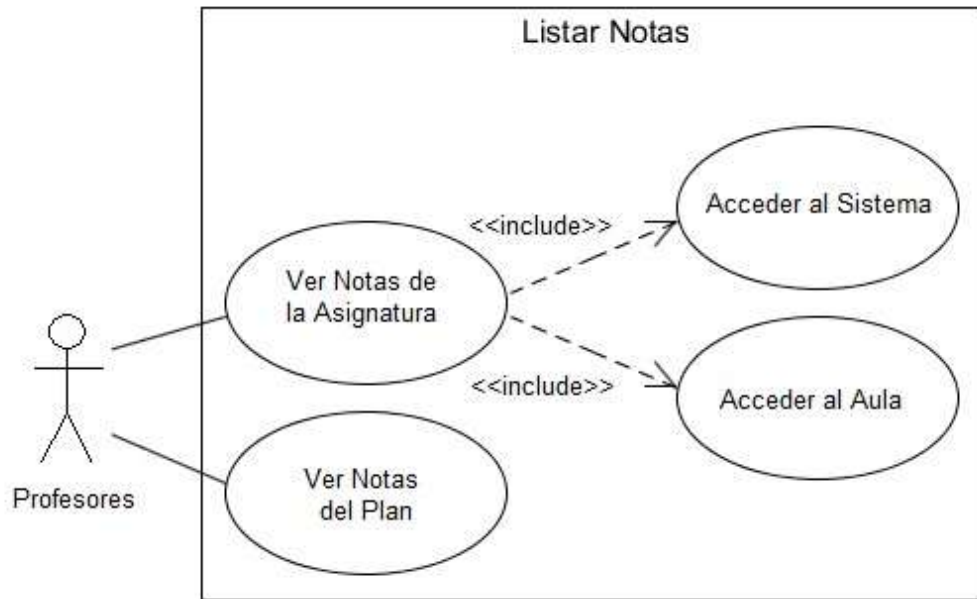 Listar Notas
Acceder al Sistema
<<include>>
Ver Notas de
la Asignatura
<<include>>
Acceder al Aula
Ver Notas
del Plan
Profesores